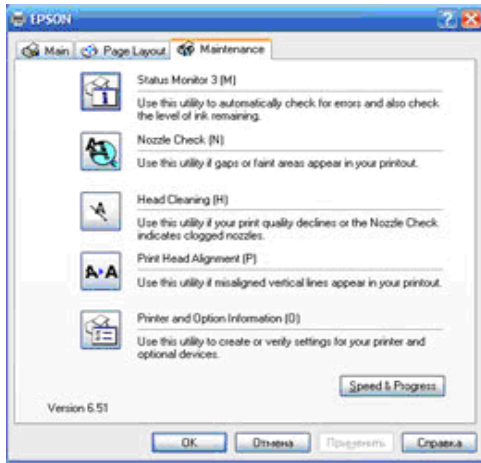 EPSON
Main
Page Layout
Maintenance
Status Monitor 3 (M)
Use this utility to automatically check for errors and also check
the level of ink remaining.
Nozzle Check (N)
Use this utility if gaps or faint areas appear in your printout.
Head Cleaning (H)
Use this utility if your print quality declines or the Nozzle Check
indicates clogged nozzles.
Print Head Alignment (P)
Use this utility if misaligned vertical lines appear in your printout.
Printer and Option Information (O)
Use this utility to create or verify settings for your printer and
optional devices.
Speed & Progress
Version 6.51
OK
Отмена
Применить
Справка